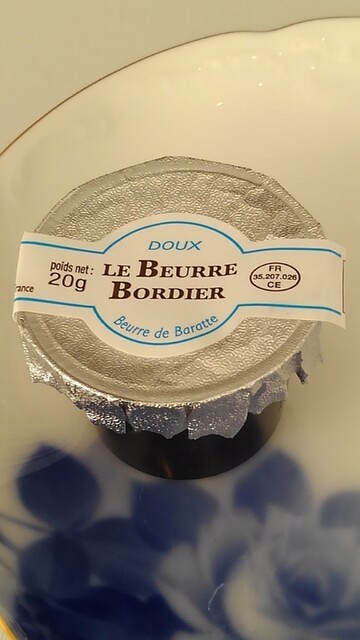 DOUX
poids net :
20g
LE BEURRE
BORDIER
Beurre de Baratte
FR
35.207.026
CE
rance